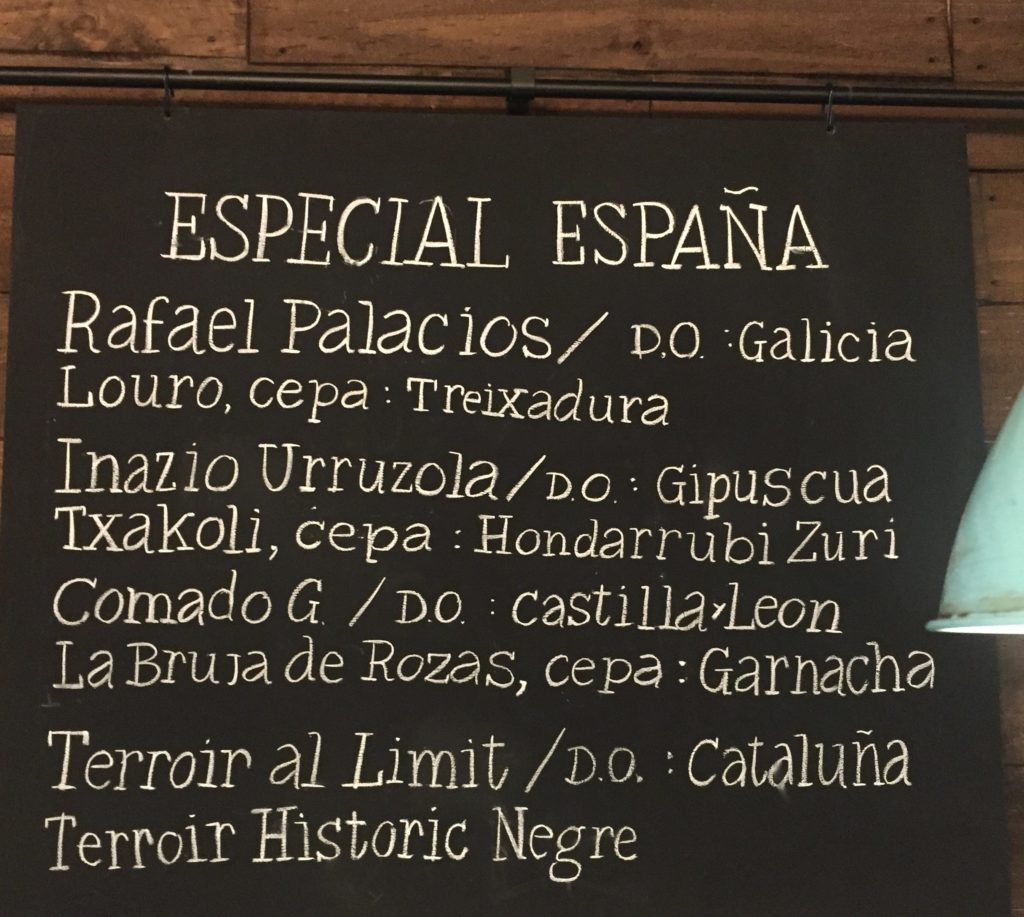 ESPECIAL ESPAÑA
Rafael Palacios / D.O. : Galicia
Louro, cepa : Treixadura
Inazio Urruzola / D.O. : Gipuscua
Txakoli, cepa : Hondarrubi Zuri
Comado G. / D.O. : Castilla y Leon
La Bruja de Rozas, cepa : Garnacha
Terroir al Limit / D.O. : Cataluña
Terroir Historic Negre